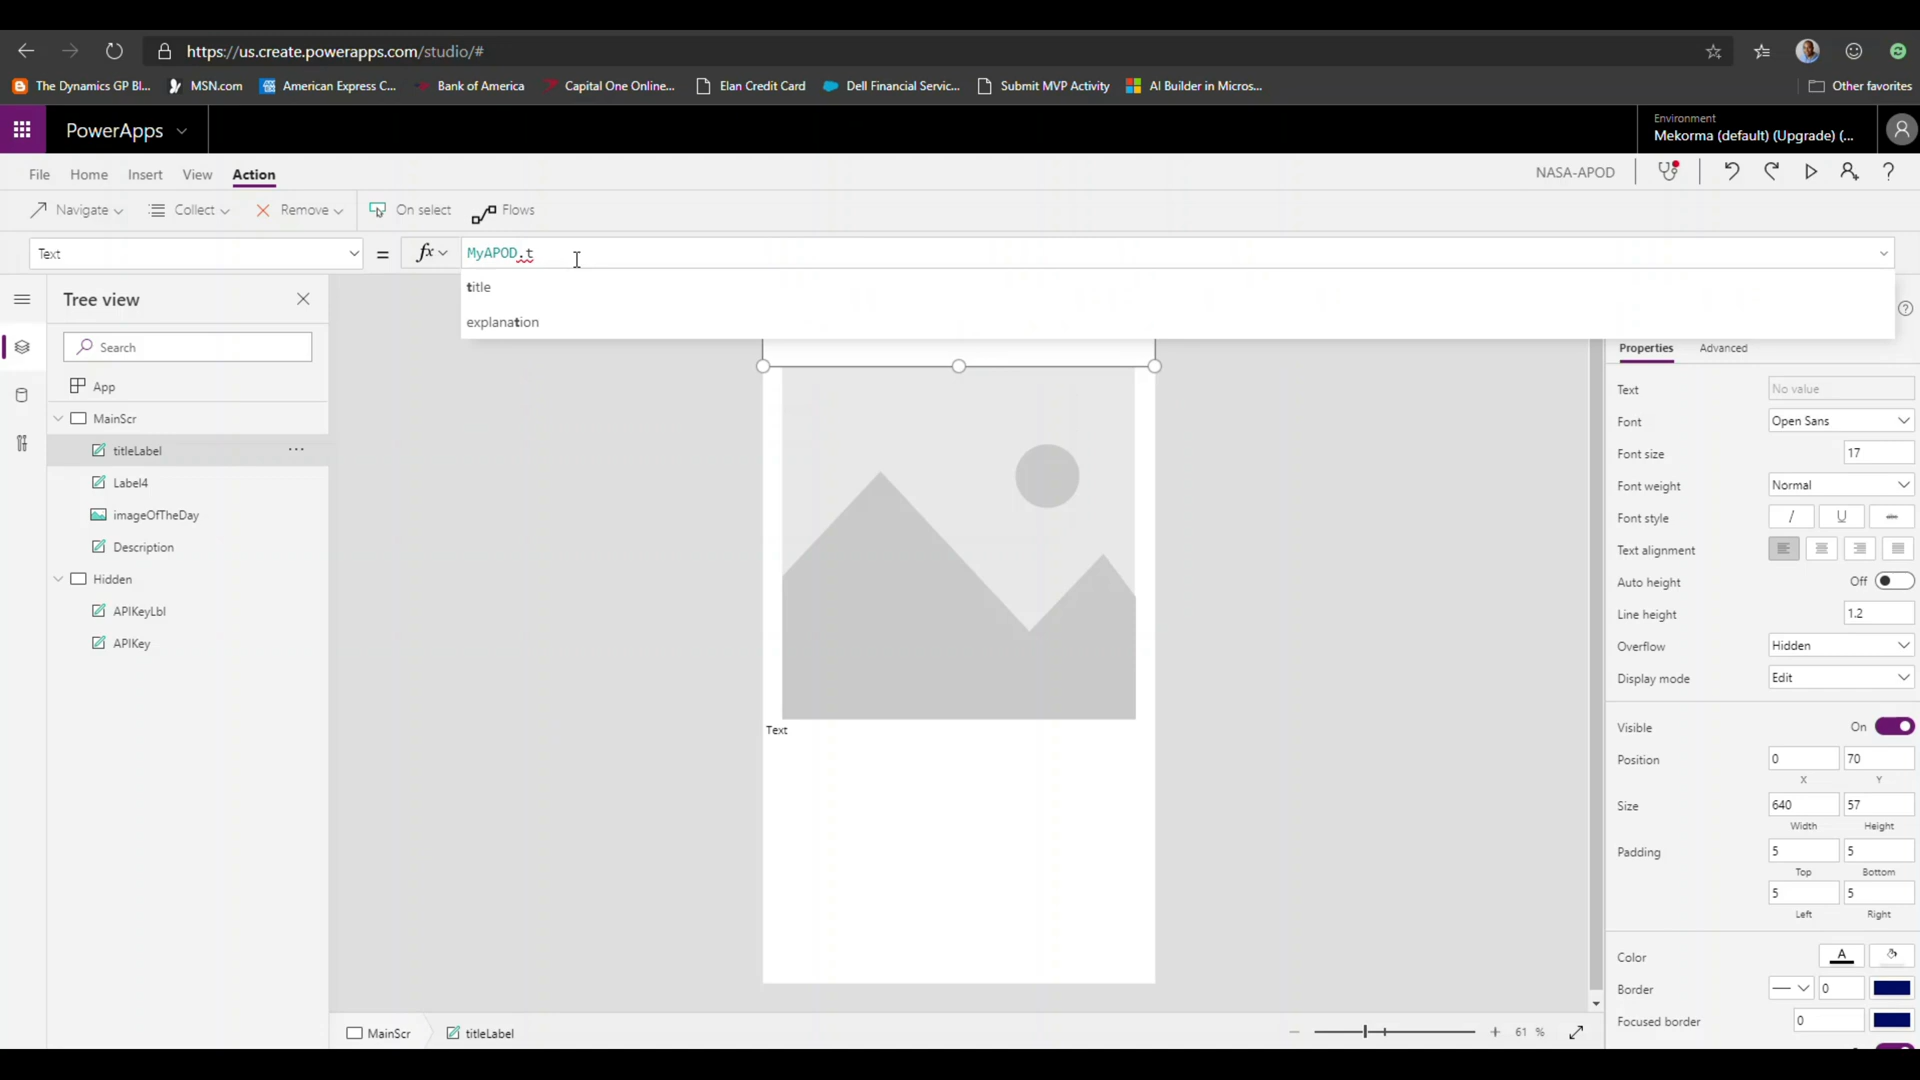 https://us.create.powerapps.com/studio/#
The Dynamics GP Bl...
MSN.com
American Express C...
Bank of America
Capital One Online...
Elan Credit Card
Dell Financial Servic...
Submit MVP Activity
AI Builder in Micros...
Other favorites
PowerApps
Environment
Mekorma (default) (Upgrade) (...
File
Home
Insert
View
Action
NASA-APOD
?
Navigate
Collect
Remove
On select
Flows
Text
=
fx
MyAPOD.t
title
explanation
Tree view
Search
App
MainScr
titleLabel
...
Label4
imageOfTheDay
Description
Hidden
APIKeyLbl
APIKey
Text
?
Properties
Advanced
Text
No value
Font
Open Sans
Font size
17
Font weight
Normal
Font style
/
U
Text alignment
Auto height
Off
Line height
1.2
Overflow
Hidden
Display mode
Edit
Visible
On
Position
0
70
X
Y
Size
640
57
Width
Height
Padding
5
5
Top
Bottom
5
5
Left
Right
Color
A
Border
0
Focused border
0
MainScr
titleLabel
61 %